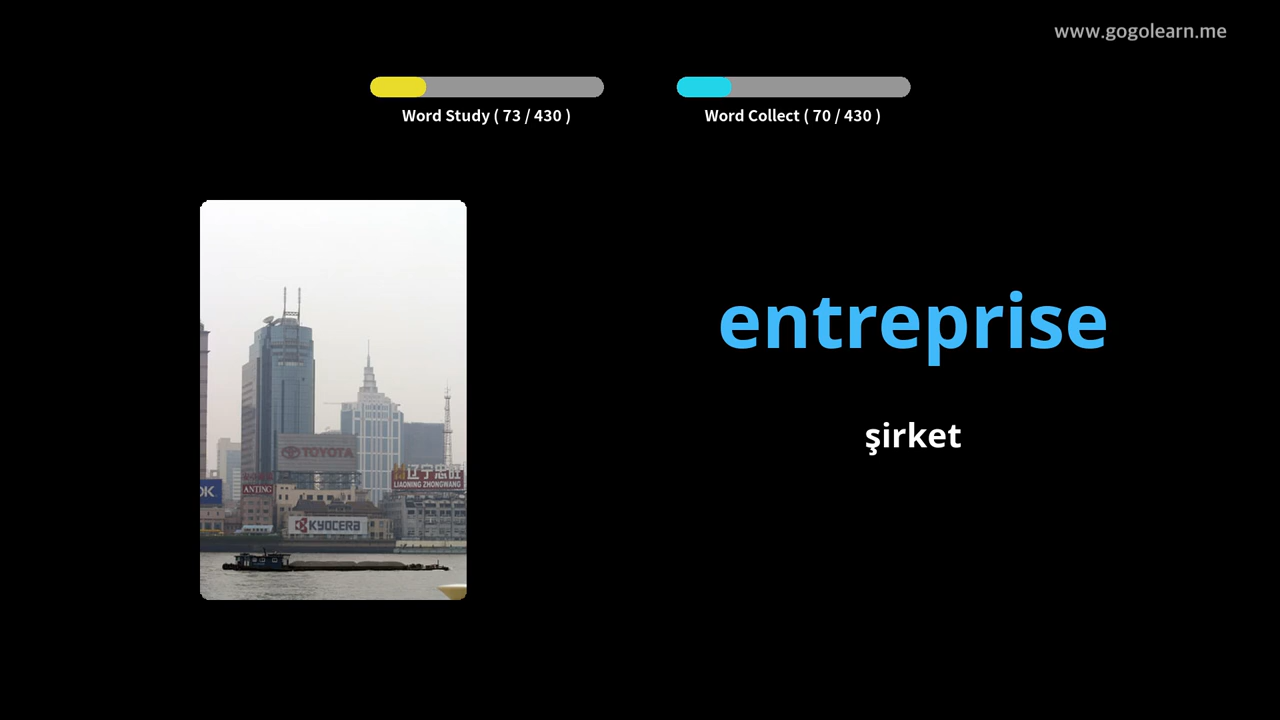 www.gogolearn.me
Word Study ( 73 / 430 )
Word Collect ( 70 / 430 )
entreprise
şirket
TOYOTA
辽宁忠旺
LIAONING ZHONGWANG
OK
ANTING
KYOCERA